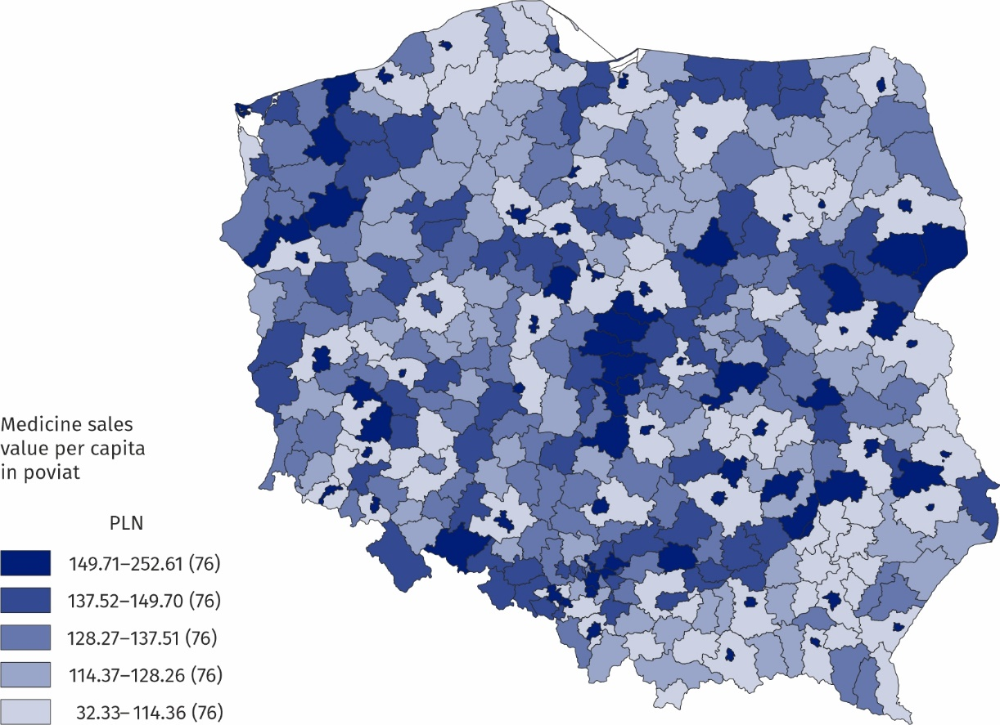 Medicine sales
value per capita
in poviat
PLN
149.71–252.61 (76)
137.52–149.70 (76)
128.27–137.51 (76)
114.37–128.26 (76)
32.33–114.36 (76)